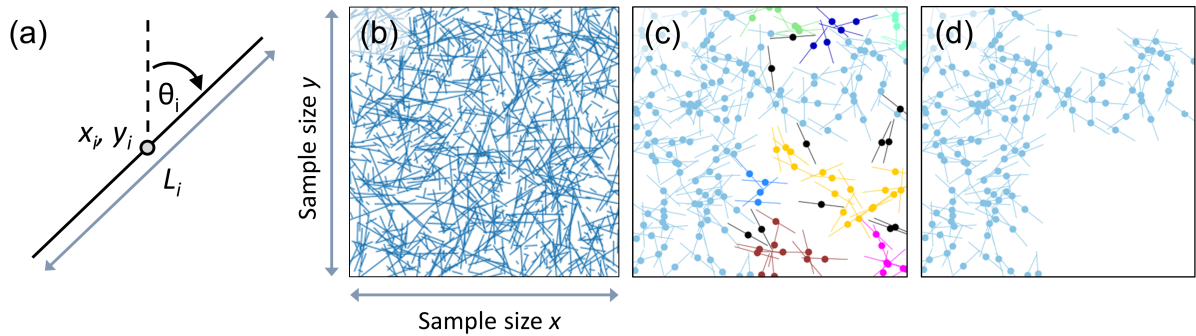 (a)
θi
xi, yi
Li
Sample size y
(b)
Sample size x
(c)
(d)